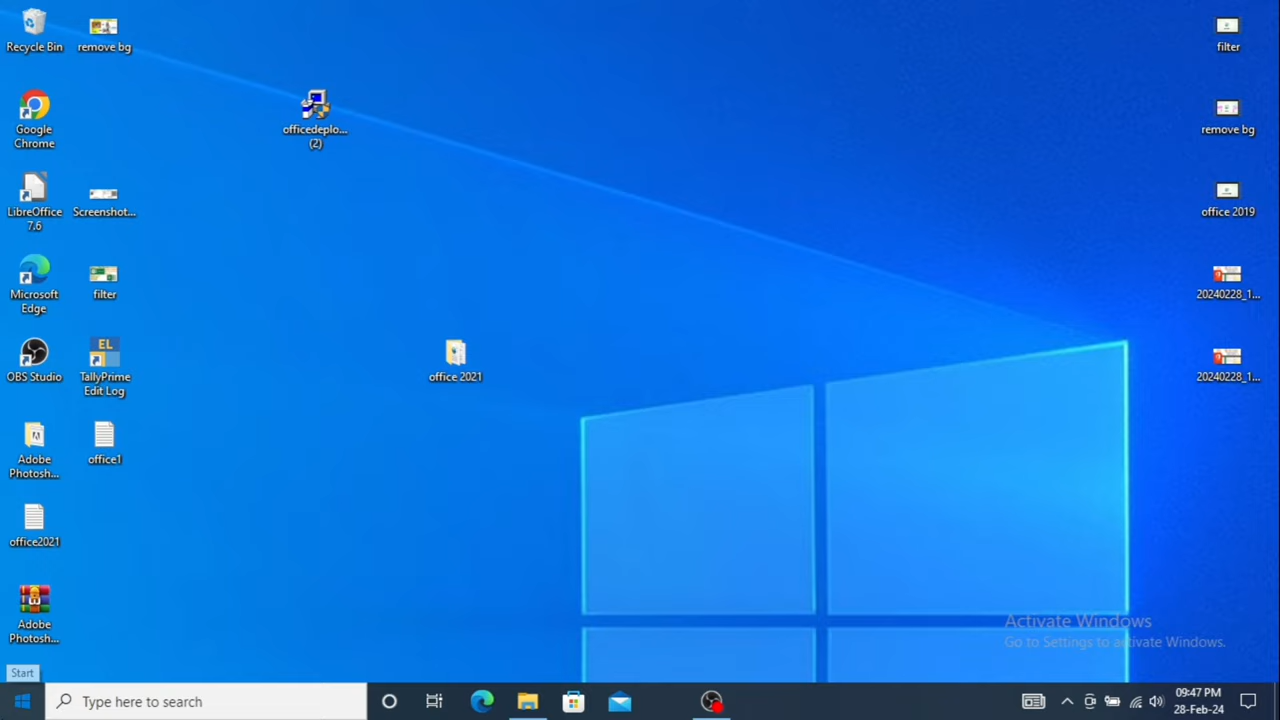 Recycle Bin
remove bg
Google
Chrome
officedeplo...
(2)
LibreOffice
7.6
Screenshot...
Microsoft
Edge
filter
OBS Studio
EL
TallyPrime
Edit Log
office 2021
Adobe
Photosh...
office1
office2021
Adobe
Photosh...
filter
remove bg
office 2019
20240228_1...
20240228_1...
Activate Windows
Go to Settings to activate Windows.
Start
Type here to search
09:47 PM
28-Feb-24